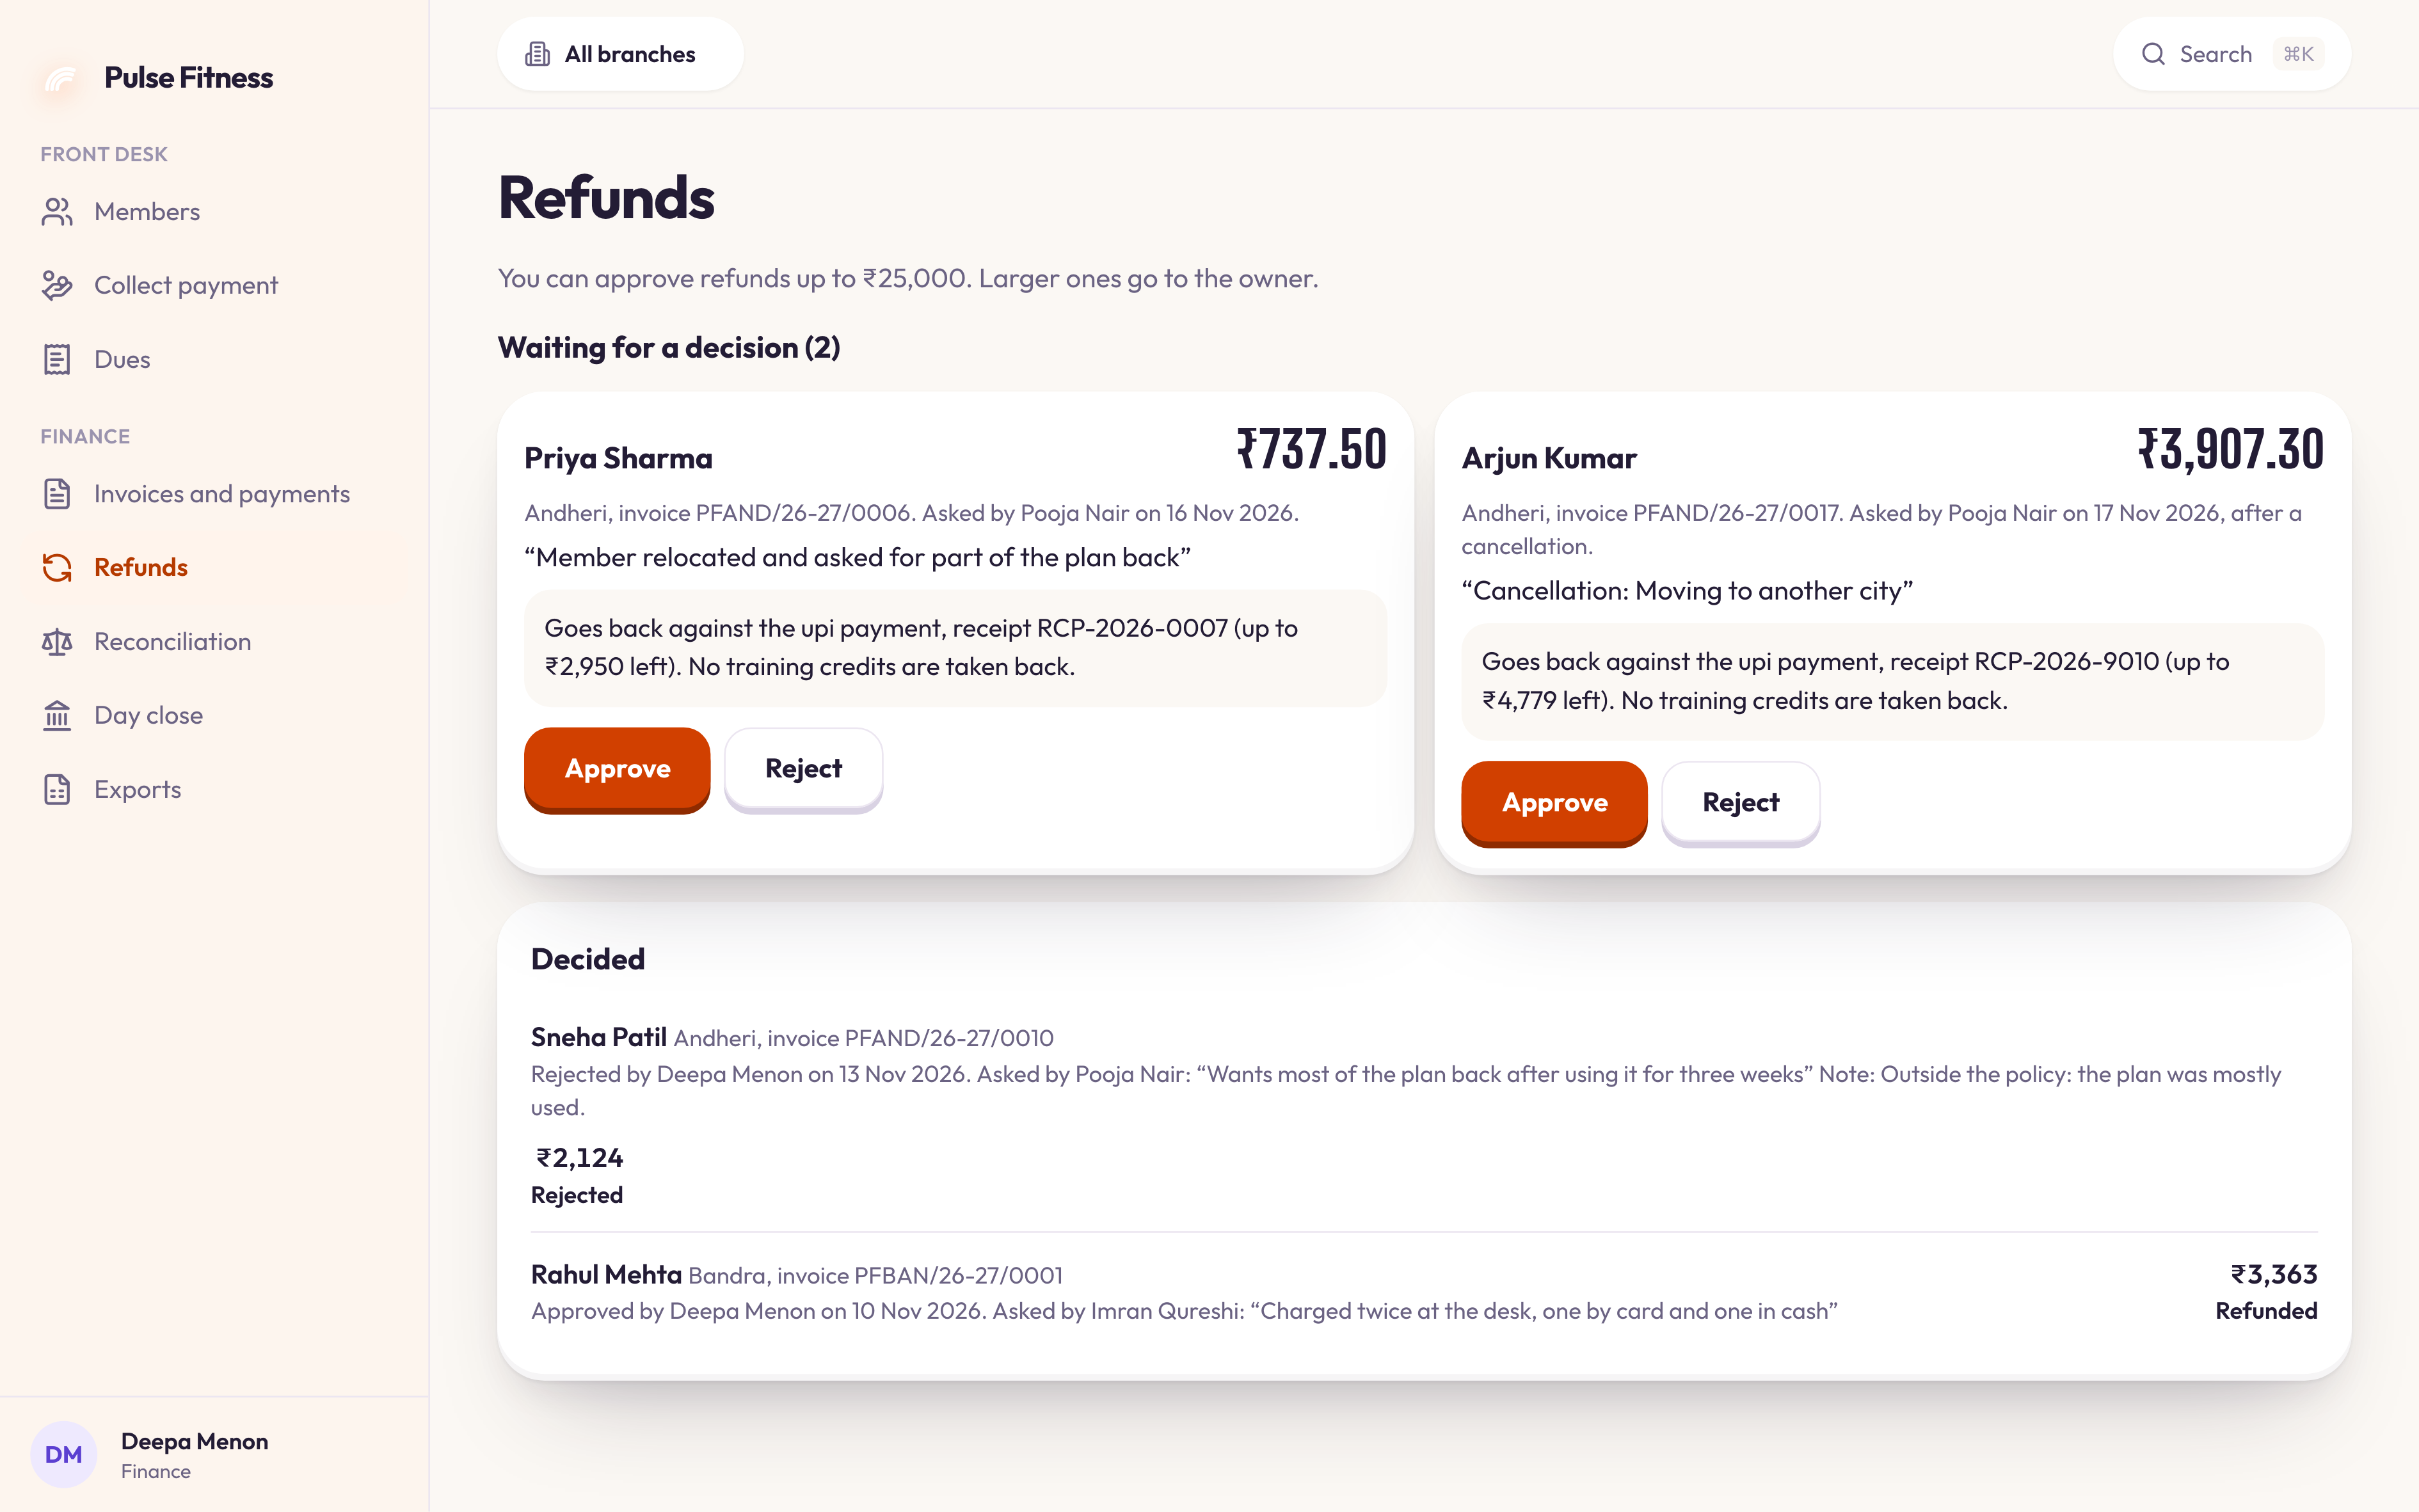 Pulse Fitness
FRONT DESK
Members
Collect payment
Dues
FINANCE
Invoices and payments
Refunds
Reconciliation
Day close
Exports
DM
Deepa Menon
Finance
All branches
Search ⌘K
Refunds
You can approve refunds up to ₹25,000. Larger ones go to the owner.
Waiting for a decision (2)
Priya Sharma
₹737.50
Andheri, invoice PFAND/26-27/0006. Asked by Pooja Nair on 16 Nov 2026.
“Member relocated and asked for part of the plan back”
Goes back against the upi payment, receipt RCP-2026-0007 (up to
₹2,950 left). No training credits are taken back.
Approve
Reject
Arjun Kumar
₹3,907.30
Andheri, invoice PFAND/26-27/0017. Asked by Pooja Nair on 17 Nov 2026, after a
cancellation.
“Cancellation: Moving to another city”
Goes back against the upi payment, receipt RCP-2026-9010 (up to
₹4,779 left). No training credits are taken back.
Approve
Reject
Decided
Sneha Patil Andheri, invoice PFAND/26-27/0010
Rejected by Deepa Menon on 13 Nov 2026. Asked by Pooja Nair: “Wants most of the plan back after using it for three weeks” Note: Outside the policy: the plan was mostly
used.
₹2,124
Rejected
Rahul Mehta Bandra, invoice PFBAN/26-27/0001
₹3,363
Approved by Deepa Menon on 10 Nov 2026. Asked by Imran Qureshi: “Charged twice at the desk, one by card and one in cash”
Refunded